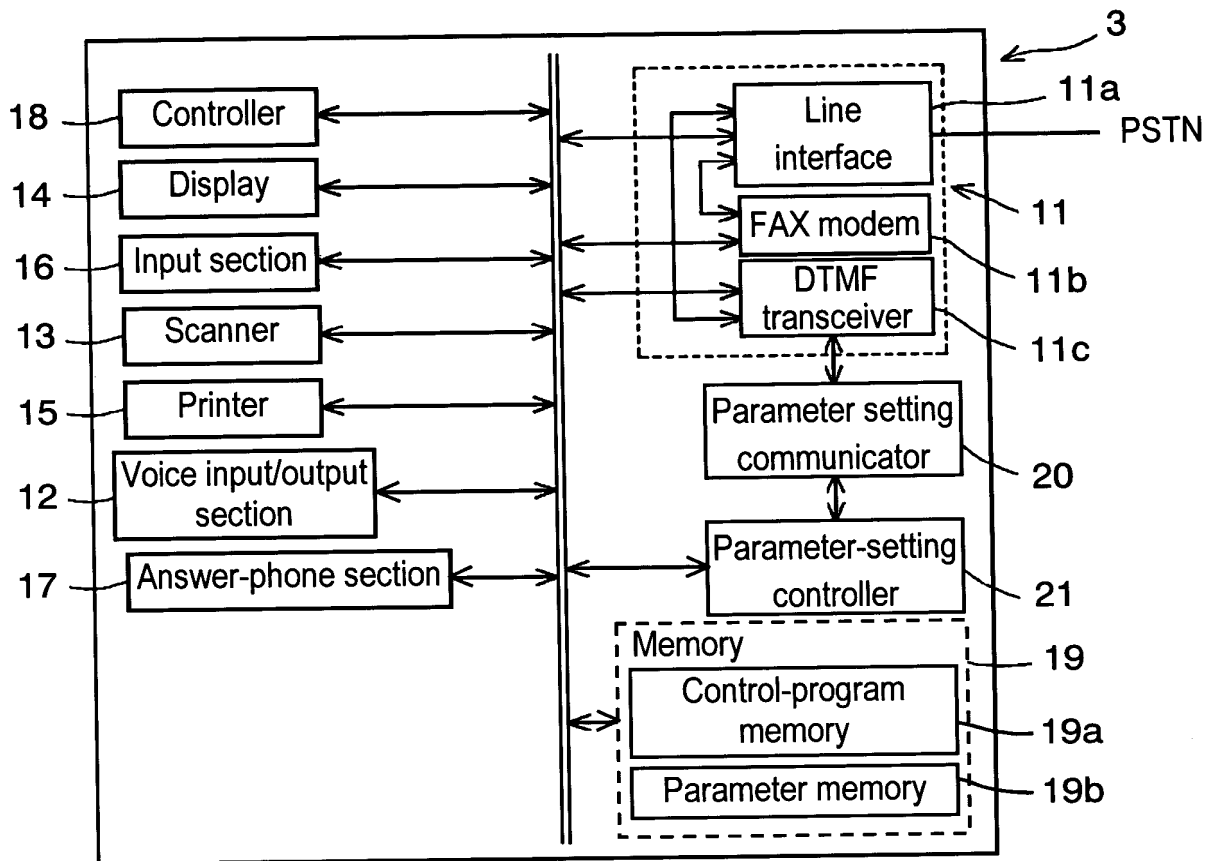 3
18
Controller
14
Display
16
Input section
13
Scanner
15
Printer
12
Voice input/output
section
17
Answer-phone section
Line
interface
11a
PSTN
11
FAX modem
11b
DTMF
transceiver
11c
Parameter setting
communicator
20
Parameter-setting
controller
21
Memory
19
Control-program
memory
19a
Parameter memory
19b